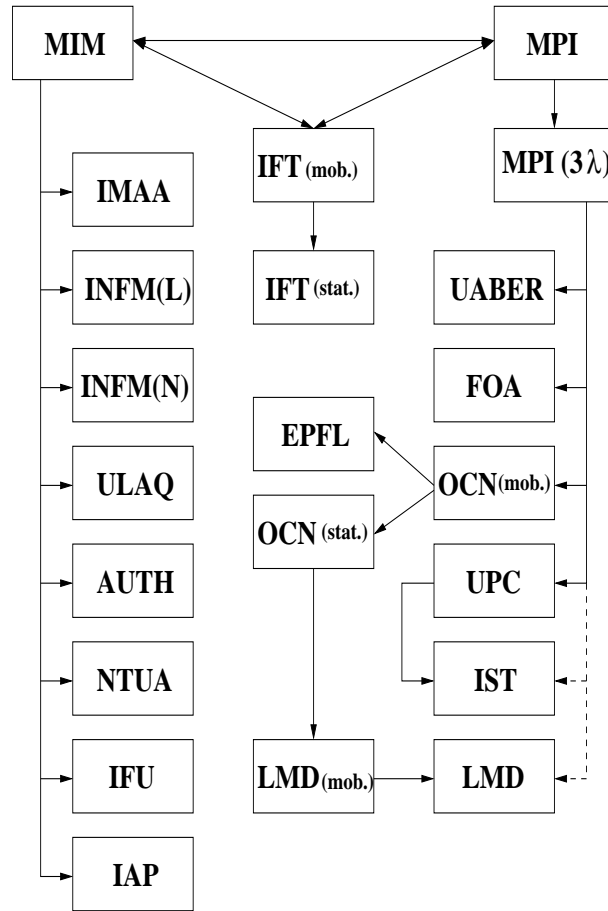 MIM
MPI
IFT (mob.)
MPI (3λ)
IMAA
INFM(L)
IFT (stat.)
UABER
INFM(N)
FOA
EPFL
ULAQ
OCN (mob.)
OCN (stat.)
AUTH
UPC
NTUA
IST
IFU
LMD (mob.)
LMD
IAP